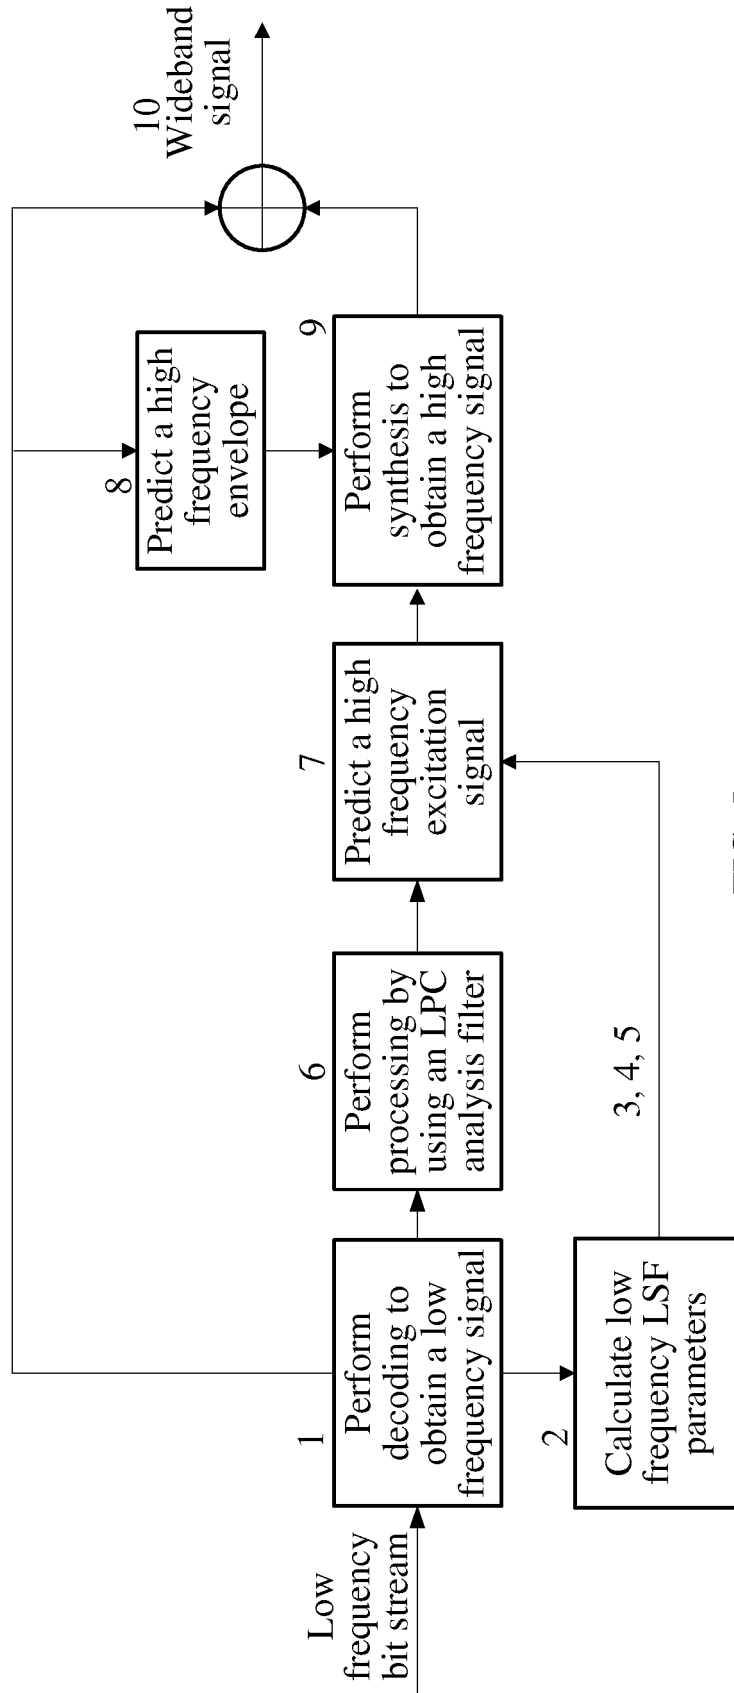 Low
frequency
bit stream
1
Perform
decoding to
obtain a low
frequency signal
2
Calculate low
frequency LSF
parameters
3, 4, 5
6
Perform
processing by
using an LPC
analysis filter
7
Predict a high
frequency
excitation
signal
8
Predict a high
frequency
envelope
9
Perform
synthesis to
obtain a high
frequency signal
10
Wideband
signal